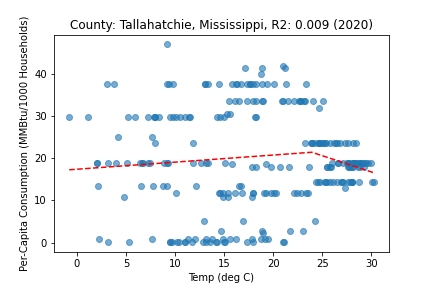 County: Tallahatchie, Mississippi, R2: 0.009 (2020)
Per-Capita Consumption (MMBtu/1000 Households)
40
30
20
10
0
0 5 10 15 20 25 30
Temp (deg C)